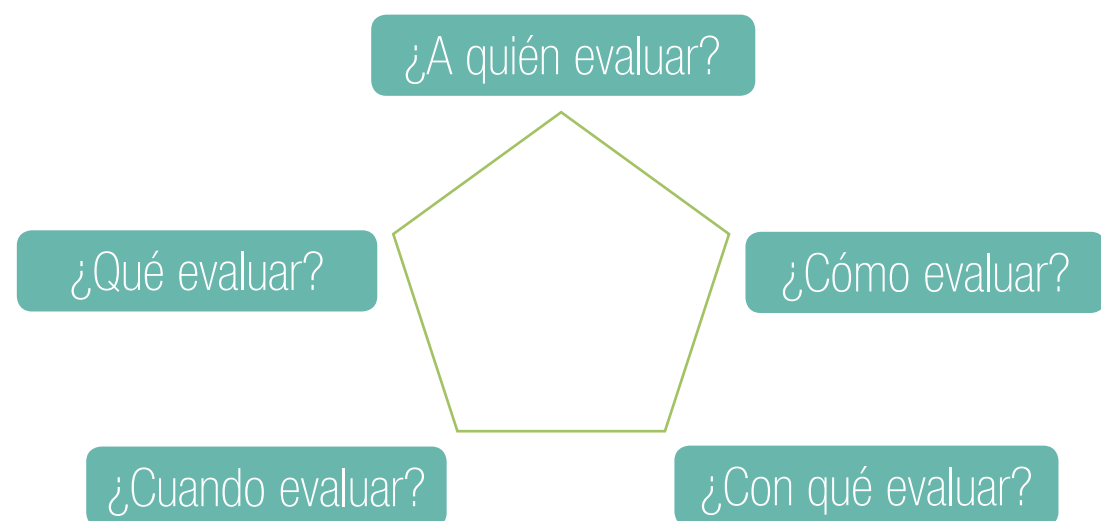 ¿A quién evaluar?
¿Qué evaluar?
¿Cómo evaluar?
¿Cuando evaluar?
¿Con qué evaluar?